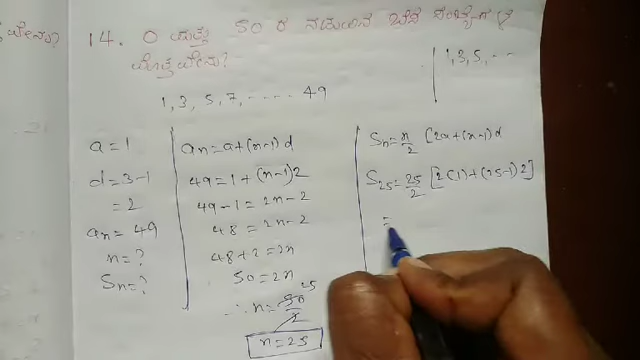 14. 0 ಮತ್ತು 50 ರ ನಡುವಿನ ಬೆಸ ಸಂಖ್ಯೆಗಳ
ಮೊತ್ತವೇನು?
1, 3, 5, 7, ..... 49
1, 3, 5, ...
a = 1
d = 3-1
= 2
an = 49
n = ?
Sn = ?
an = a+(n-1)d
49 = 1+(n-1)2
49-1 = 2n-2
48 = 2n-2
48+2 = 2n
50 = 2n
∴ n = 50/2 25
n = 25
Sn = n/2 [2a+(n-1)d
S25 = 25/2 [2(1)+(25-1)2]
=